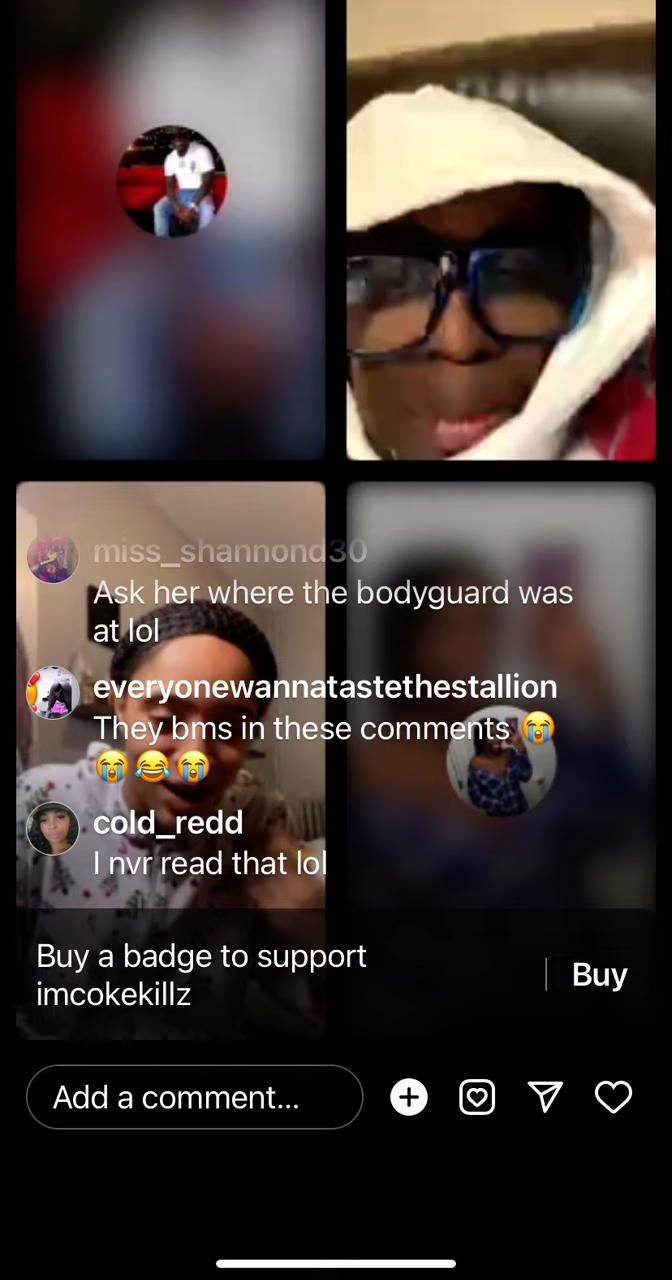 miss_shannond30
Ask her where the bodyguard was
at lol
everyonewannatastethestallion
They bms in these comments 😭
😭😂😭
cold_redd
I nvr read that lol
Buy a badge to support
imcokekillz
Buy
Add a comment...